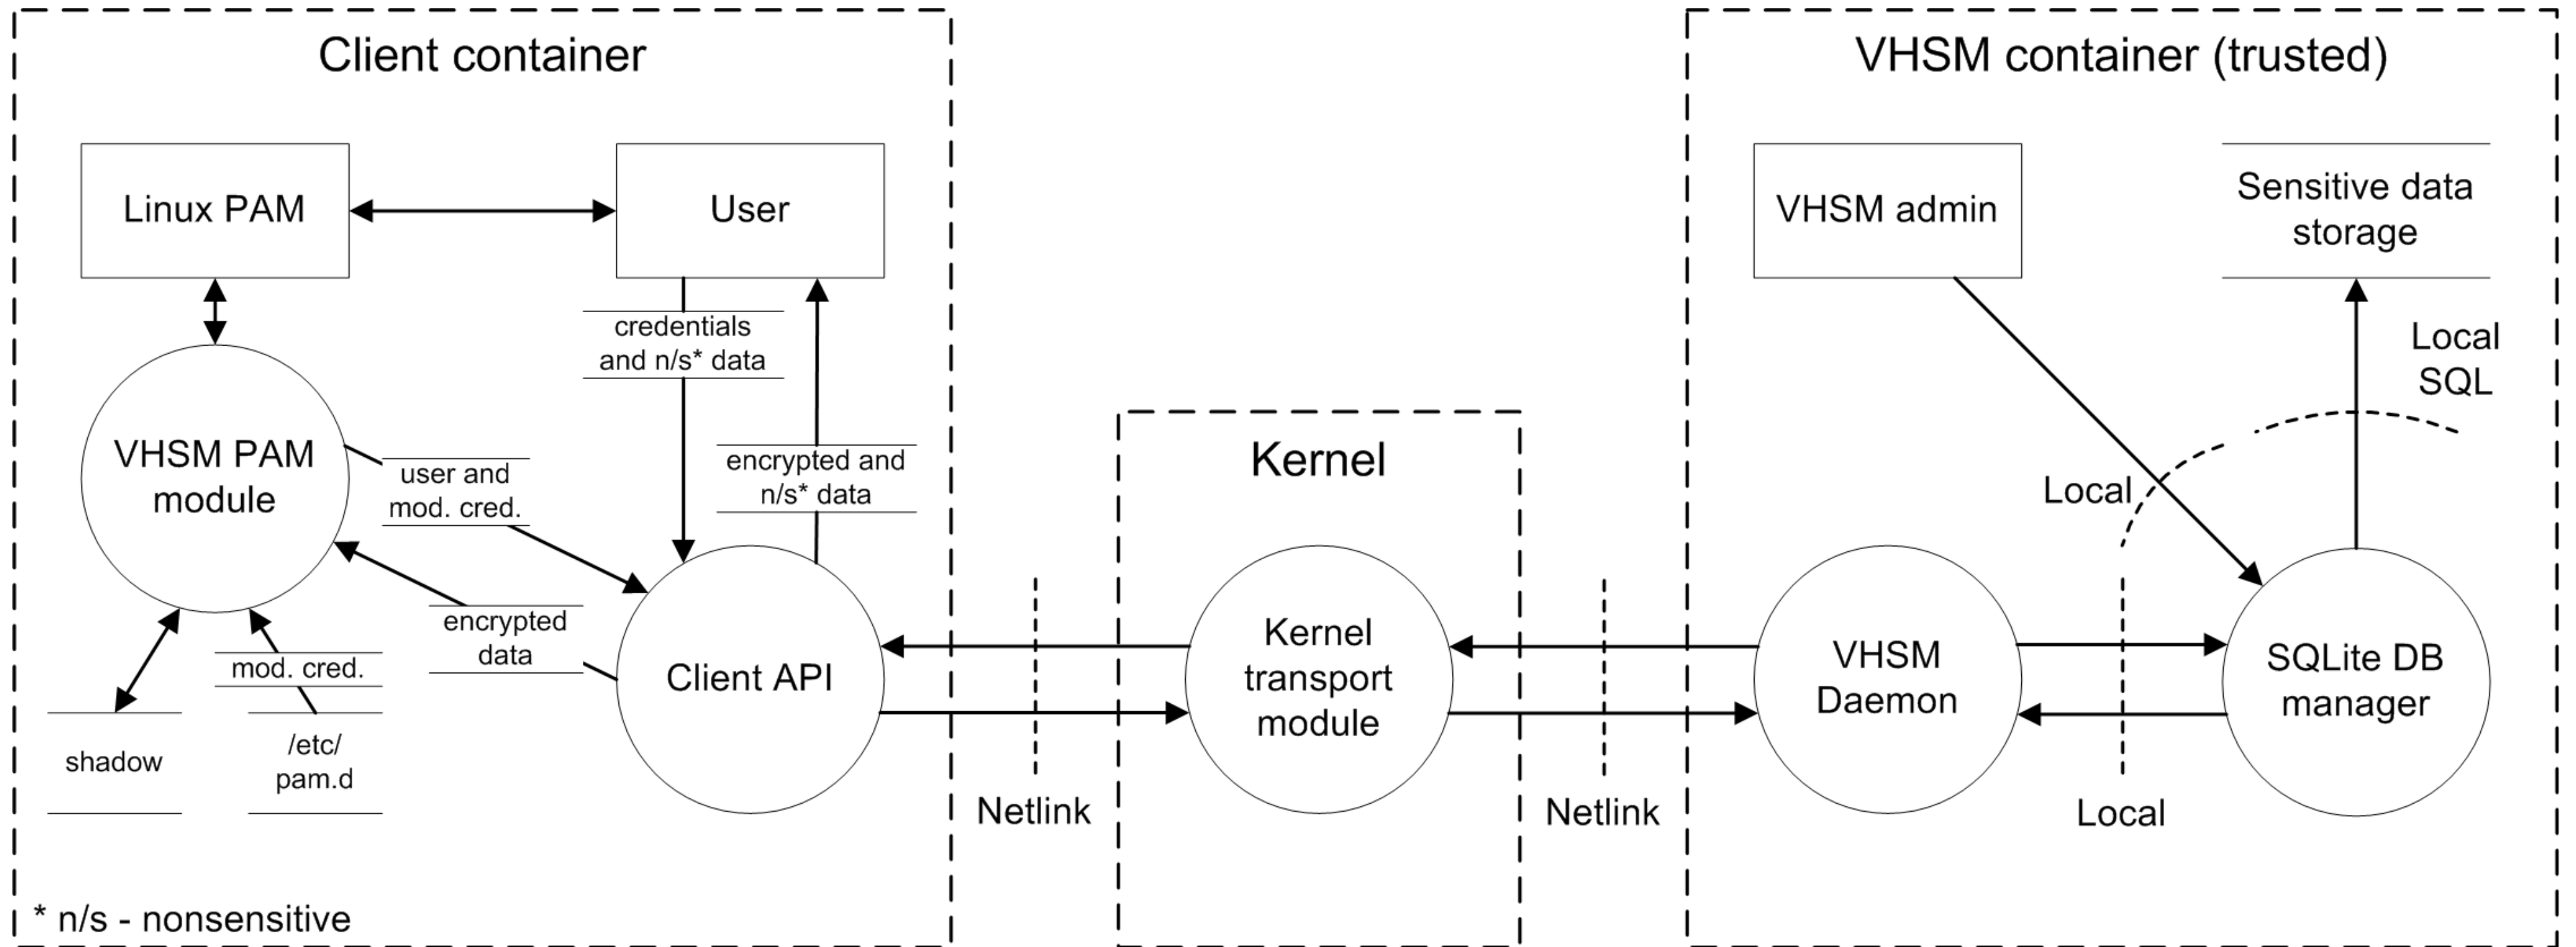 Client container
Linux PAM
User
credentials
and n/s* data
encrypted and
n/s* data
VHSM PAM
module
user and
mod. cred.
encrypted
data
mod. cred.
shadow
/etc/
pam.d
Client API
* n/s - nonsensitive
Netlink
Kernel
Kernel
transport
module
Netlink
VHSM container (trusted)
VHSM admin
Sensitive data
storage
Local
SQL
Local
VHSM
Daemon
SQLite DB
manager
Local